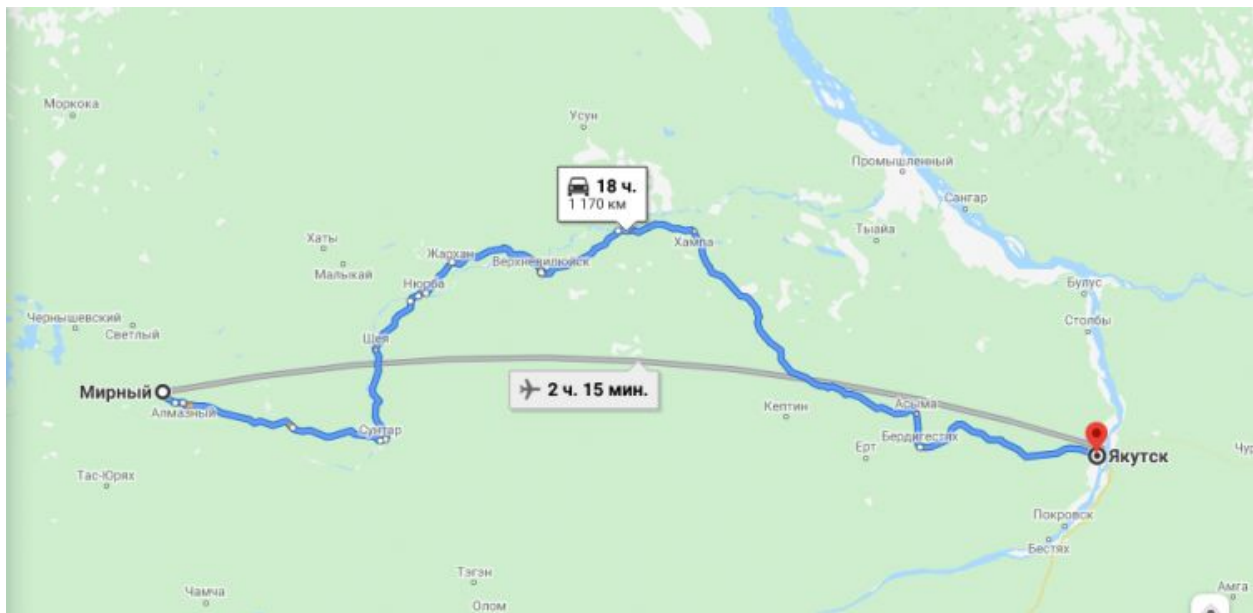 Моркока
Усун
18 ч.
1 170 км
Промышленный
Сангар
Тыайа
Хампа
Хаты
Малыкай
Жархан
Верхневилюйск
Нюрба
Булус
Столбы
Чернышевский
Светлый
Шея
Мирный
2 ч. 15 мин.
Алмазный
Кептин
Асыма
Сунтар
Бердигестях
Ерт
Якутск
Чур
Тас-Юрях
Покровск
Бестях
Тэгэн
Чамча
Олом
Амга